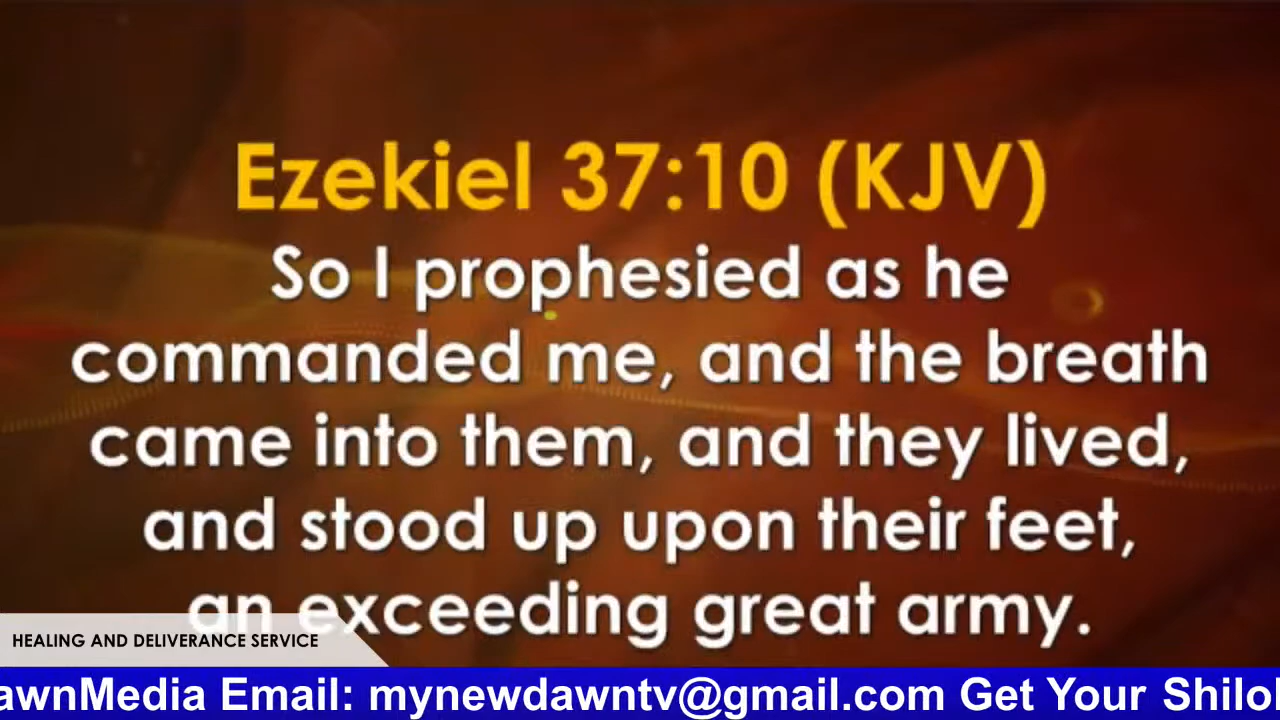 Ezekiel 37:10 (KJV)
So I prophesied as he
commanded me, and the breath
came into them, and they lived,
and stood up upon their feet,
an exceeding great army.
HEALING AND DELIVERANCE SERVICE
awnMedia Email: mynewdawntv@gmail.com Get Your Shiloh